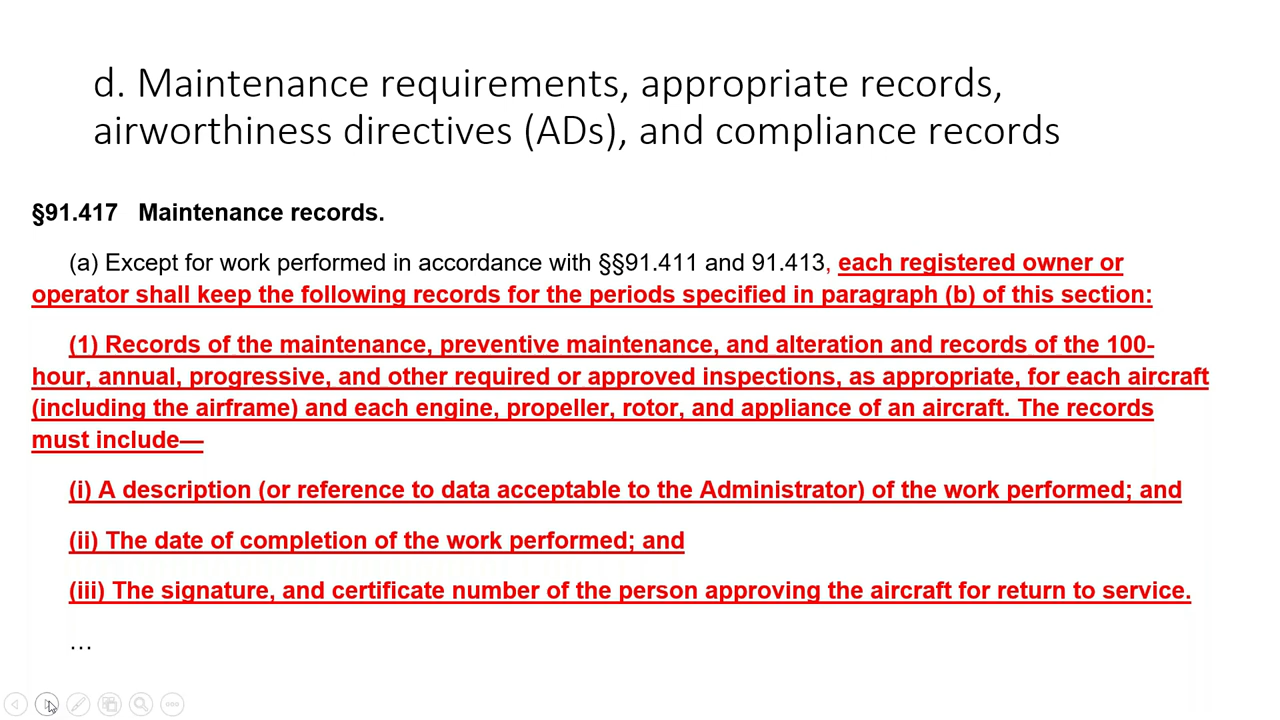 d. Maintenance requirements, appropriate records,
airworthiness directives (ADs), and compliance records
§91.417 Maintenance records.
(a) Except for work performed in accordance with §§91.411 and 91.413, each registered owner or
operator shall keep the following records for the periods specified in paragraph (b) of this section:
(1) Records of the maintenance, preventive maintenance, and alteration and records of the 100-
hour, annual, progressive, and other required or approved inspections, as appropriate, for each aircraft
(including the airframe) and each engine, propeller, rotor, and appliance of an aircraft. The records
must include—
(i) A description (or reference to data acceptable to the Administrator) of the work performed; and
(ii) The date of completion of the work performed; and
(iii) The signature, and certificate number of the person approving the aircraft for return to service.
…